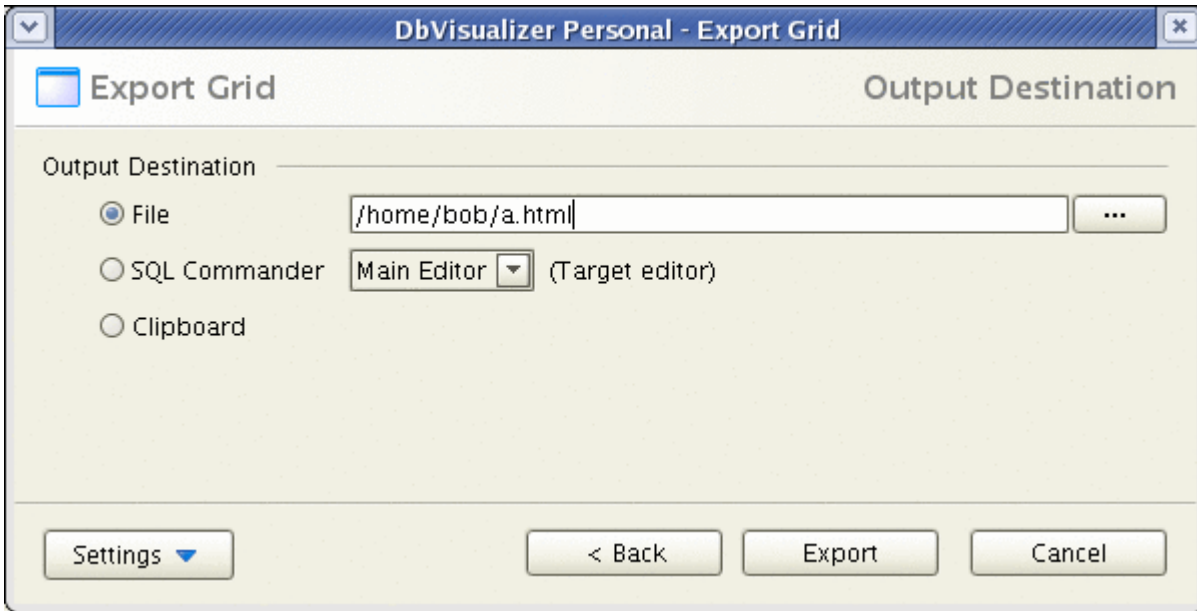 DbVisualizer Personal - Export Grid
Export Grid Output Destination
Output Destination
File /home/bob/a.html ...
SQL Commander Main Editor (Target editor)
Clipboard
Settings < Back Export Cancel